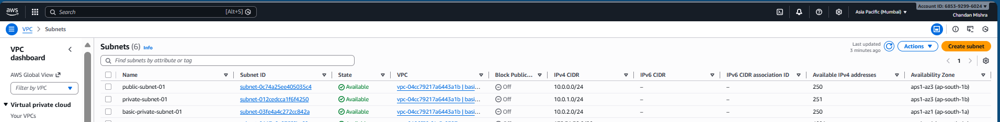 aws
Search [Alt+S]
Asia Pacific (Mumbai)
Account ID: 6853-9299-6024
Chandan Mishra
VPC > Subnets
VPC dashboard
AWS Global View
Filter by VPC
Virtual private cloud
Your VPCs
Subnets (6) Info
Last updated
3 minutes ago
Actions
Create subnet
Find subnets by attribute or tag
1
Name Subnet ID State VPC Block Public... IPv4 CIDR IPv6 CIDR IPv6 CIDR association ID Available IPv4 addresses Availability Zone
public-subnet-01 subnet-0c74a25ee405035c4 Available vpc-04cc79217a6443a1b | basi... Off 10.0.0.0/24 – – 250 aps1-az3 (ap-south-1b)
private-subnet-01 subnet-012cedcca1f6f4250 Available vpc-04cc79217a6443a1b | basi... Off 10.0.1.0/24 – – 251 aps1-az3 (ap-south-1b)
basic-private-subnet-01 subnet-03fe4a4c272cc842a Available vpc-04cc79217a6443a1b | basi... Off 10.0.2.0/24 – – 250 aps1-az1 (ap-south-1a)